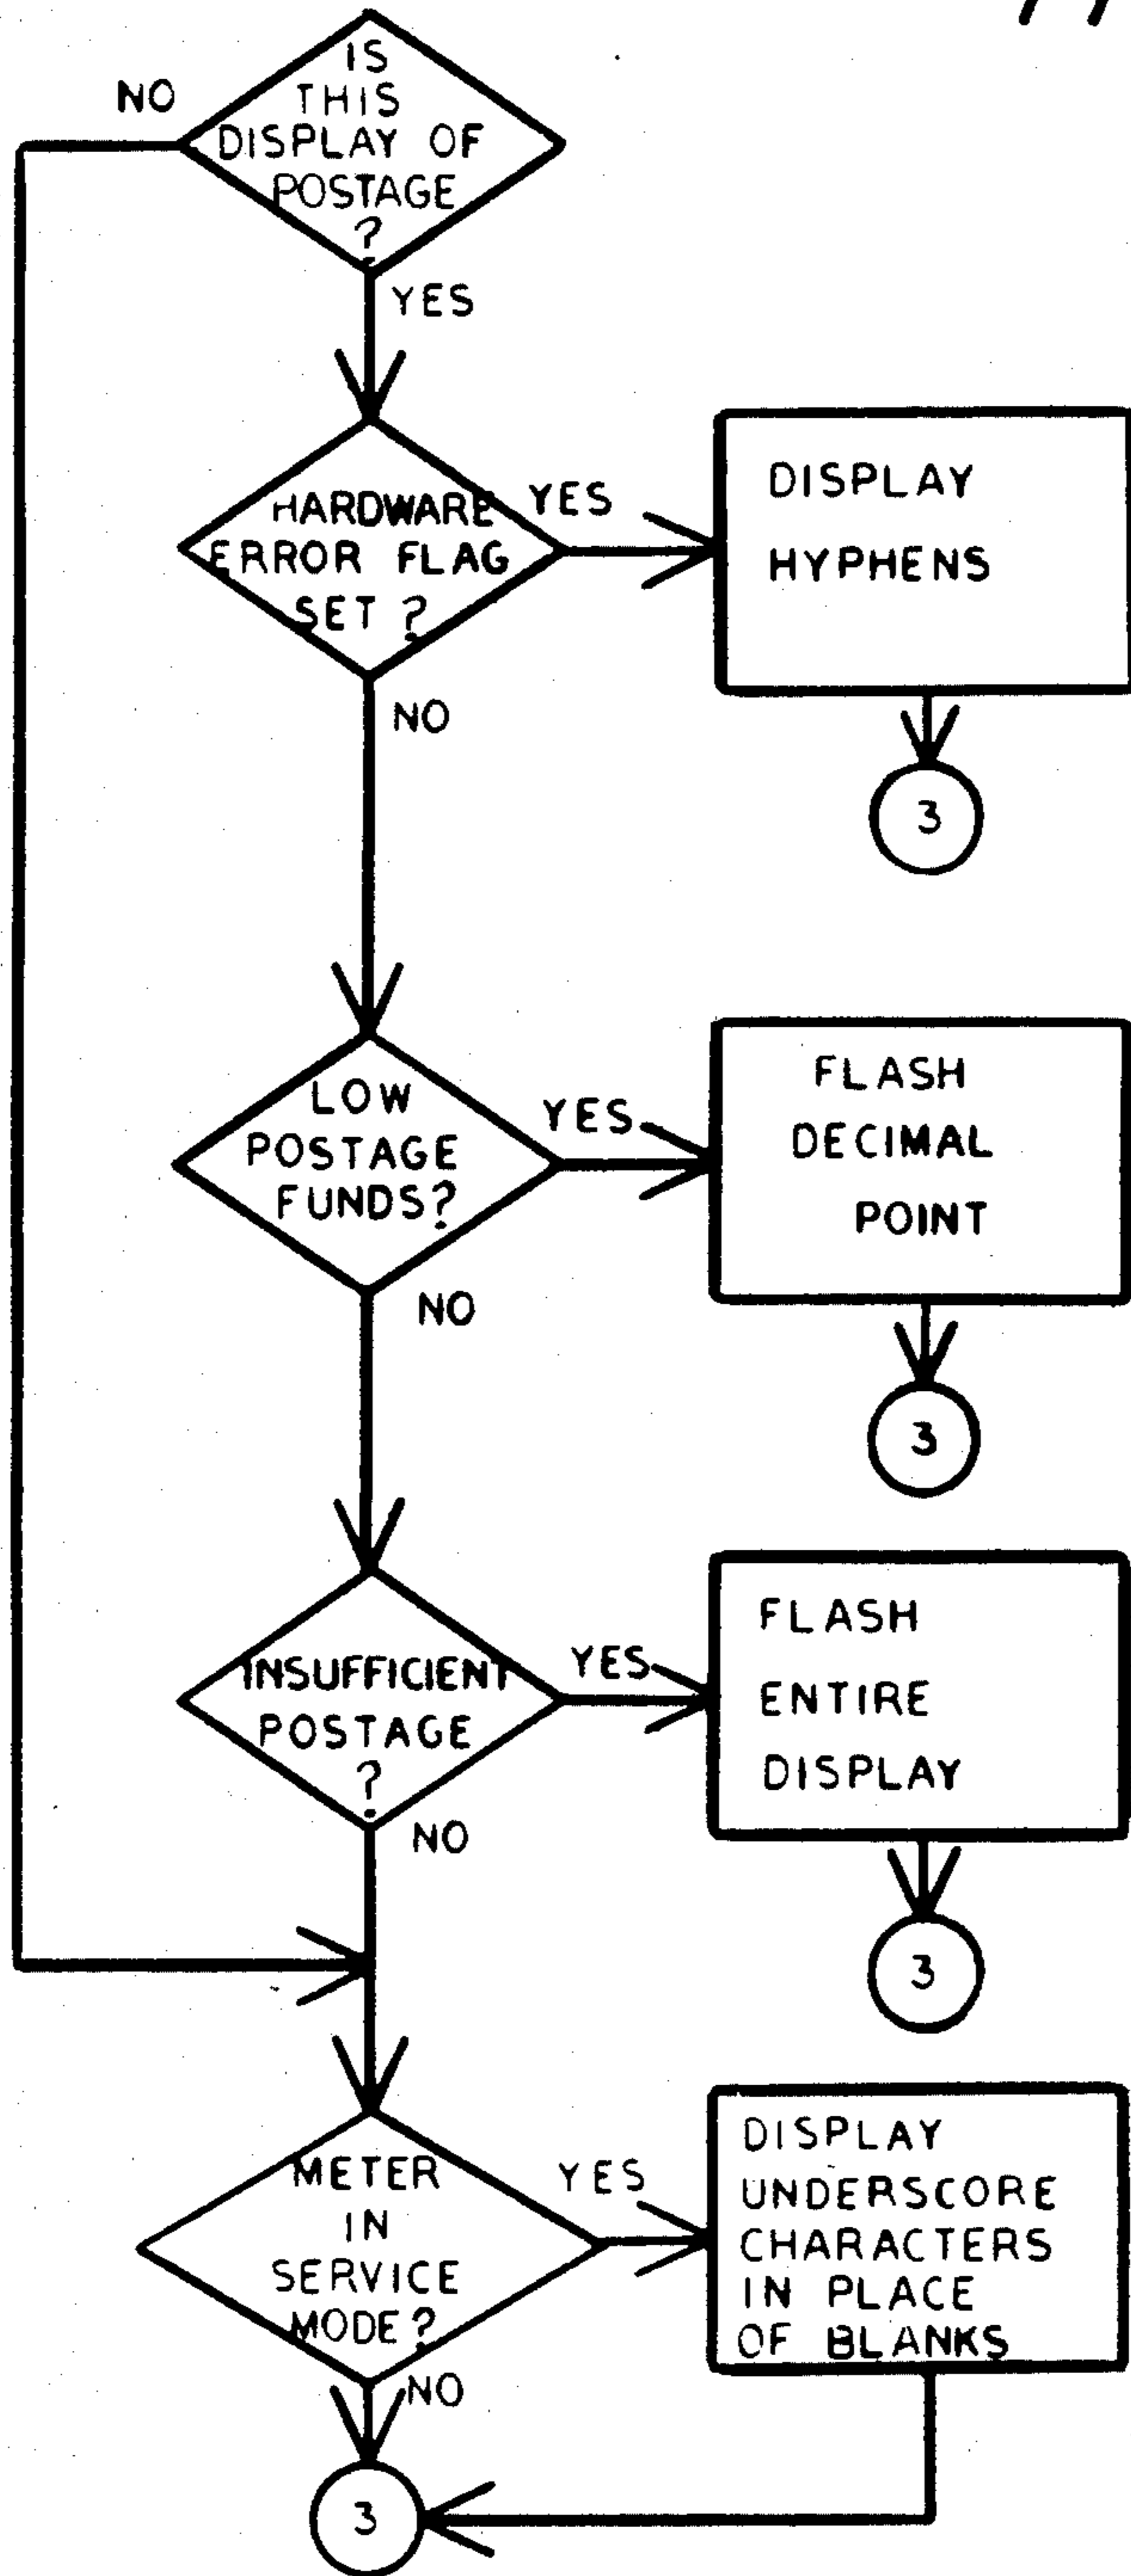 IS
THIS
DISPLAY OF
POSTAGE
?
NO
YES
HARDWARE
ERROR FLAG
SET ?
YES
DISPLAY
HYPHENS
NO
3
LOW
POSTAGE
FUNDS?
YES
FLASH
DECIMAL
POINT
NO
3
INSUFFICIENT
POSTAGE
?
YES
FLASH
ENTIRE
DISPLAY
NO
3
METER
IN
SERVICE
MODE?
YES
DISPLAY
UNDERSCORE
CHARACTERS
IN PLACE
OF BLANKS
NO
3